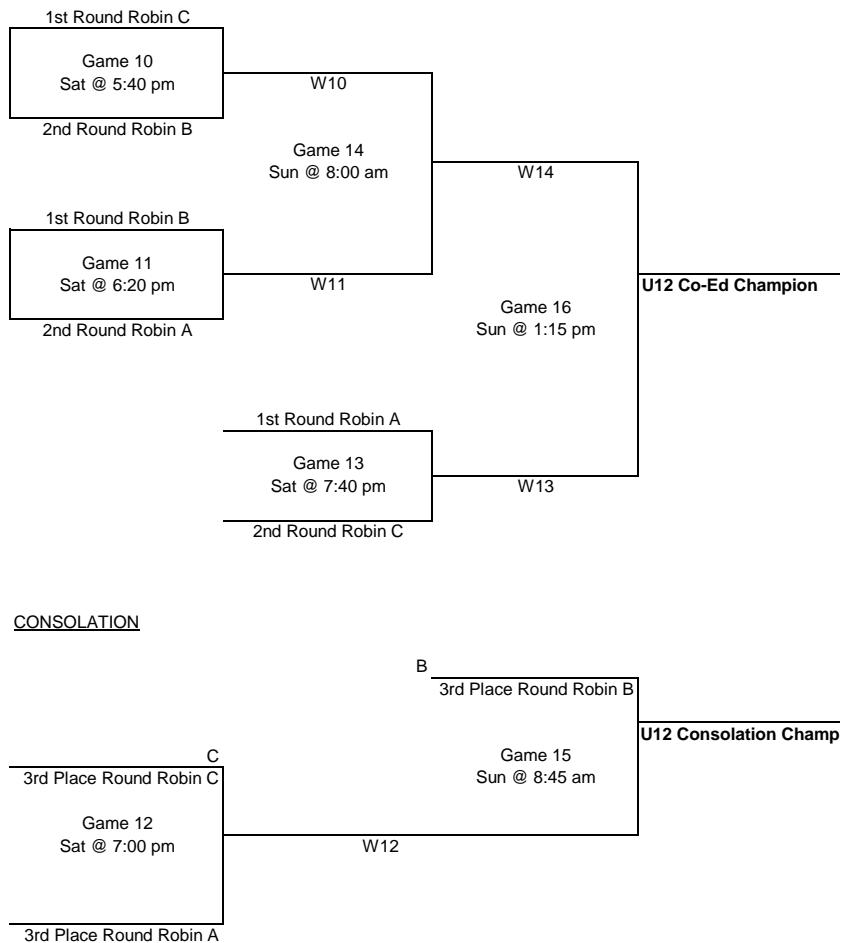 1st Round Robin C
Game 10
Sat @ 5:40 pm
W10
2nd Round Robin B
Game 14
Sun @ 8:00 am
W14
1st Round Robin B
Game 11
Sat @ 6:20 pm
W11
U12 Co-Ed Champion
2nd Round Robin A
Game 16
Sun @ 1:15 pm
1st Round Robin A
Game 13
Sat @ 7:40 pm
W13
2nd Round Robin C
CONSOLATION
B
3rd Place Round Robin B
U12 Consolation Champ
C
3rd Place Round Robin C
Game 15
Sun @ 8:45 am
Game 12
Sat @ 7:00 pm
W12
3rd Place Round Robin A